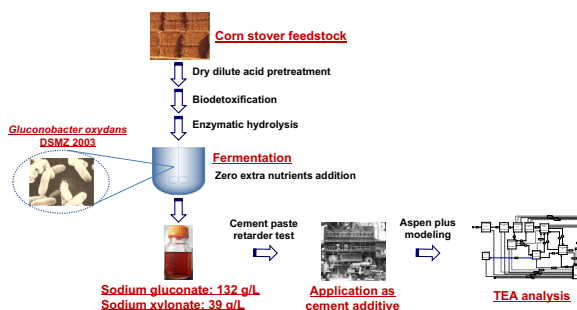 Corn stover feedstock
Dry dilute acid pretreatment
Biodetoxification
Enzymatic hydrolysis
Gluconobacter oxydans
DSMZ 2003
Fermentation
Zero extra nutrients addition
Cement paste
retarder test
Aspen plus
modeling
Sodium gluconate: 132 g/L
Sodium xylonate: 39 g/L
Application as
cement additive
TEA analysis